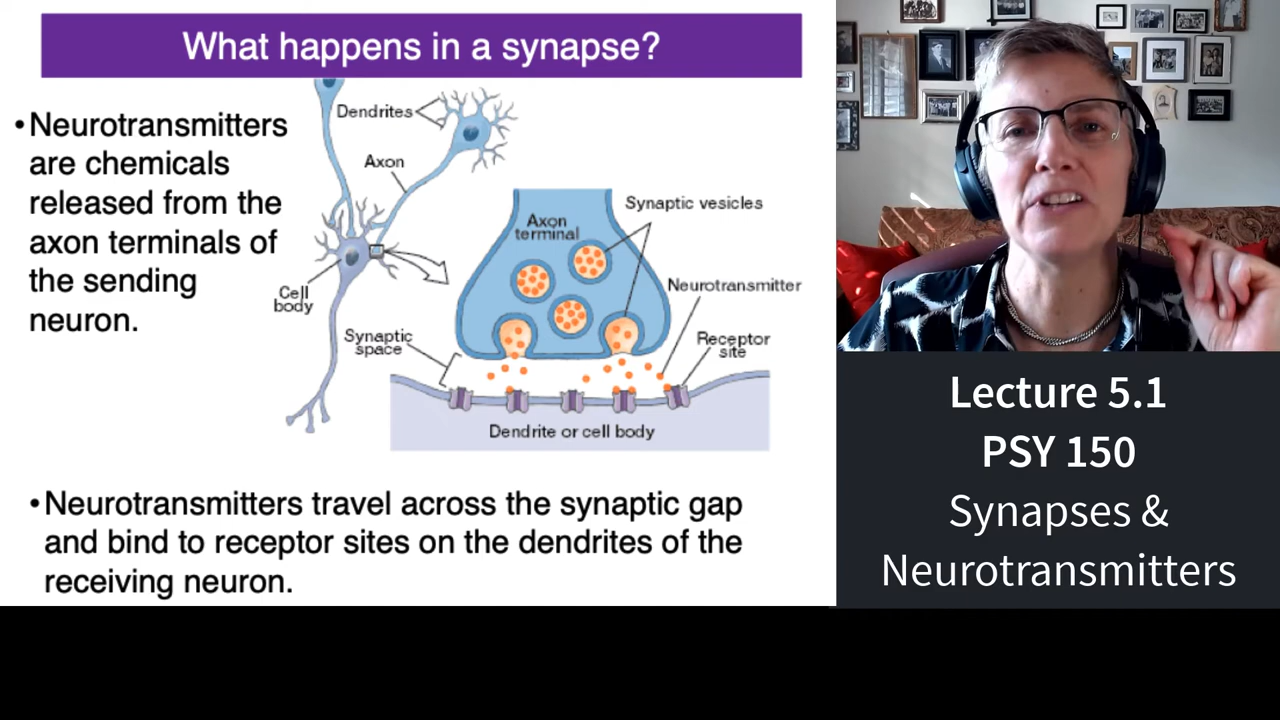 What happens in a synapse?
•Neurotransmitters
are chemicals
released from the
axon terminals of
the sending
neuron.
Dendrites
Axon
Cell
body
Synaptic
space
Axon
terminal
Synaptic vesicles
Neurotransmitter
Receptor
site
Dendrite or cell body
•Neurotransmitters travel across the synaptic gap
and bind to receptor sites on the dendrites of the
receiving neuron.
Lecture 5.1
PSY 150
Synapses &
Neurotransmitters